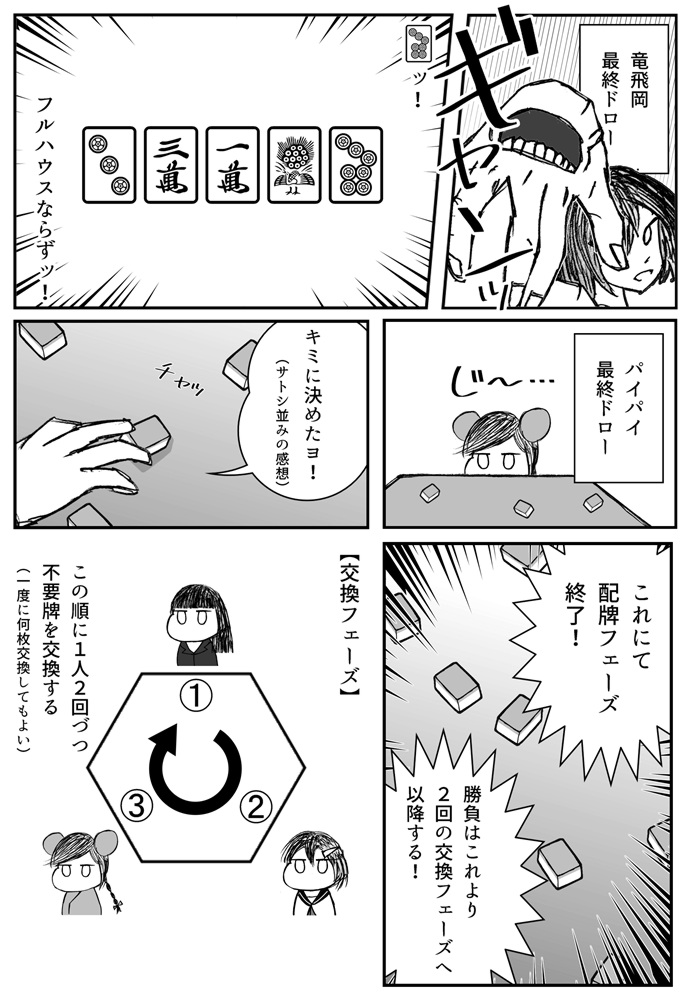 竜飛岡
最終ドロー
ギャーーッ
ッ！
三萬
一萬
フルハウスならずッ！
パイパイ
最終ドロー
じ〜…
キミに決めたヨ！
（サトシ並みの感想）
チャッ
これにて
配牌フェーズ
終了！
勝負はこれより
２回の交換フェーズへ
以降する！
【交換フェーズ】
①
②
③
この順に１人２回づつ
不要牌を交換する
（一度に何枚交換してもよい）